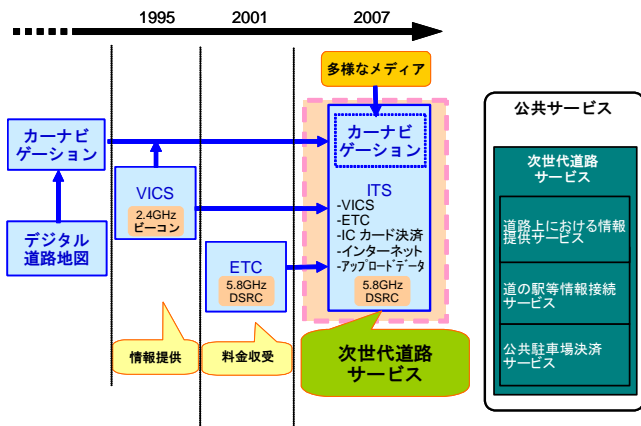 1995
2001
2007
多様なメディア
カーナビ
ゲーション
デジタル
道路地図
VICS
2.4GHz
ビーコン
ETC
5.8GHz
DSRC
カーナビ
ゲーション
ITS
-VICS
-ETC
-IC カード決済
-インターネット
-アップロードデータ
5.8GHz
DSRC
情報提供
料金収受
次世代道路
サービス
公共サービス
次世代道路
サービス
道路上における情報
提供サービス
道の駅等情報接続
サービス
公共駐車場決済
サービス